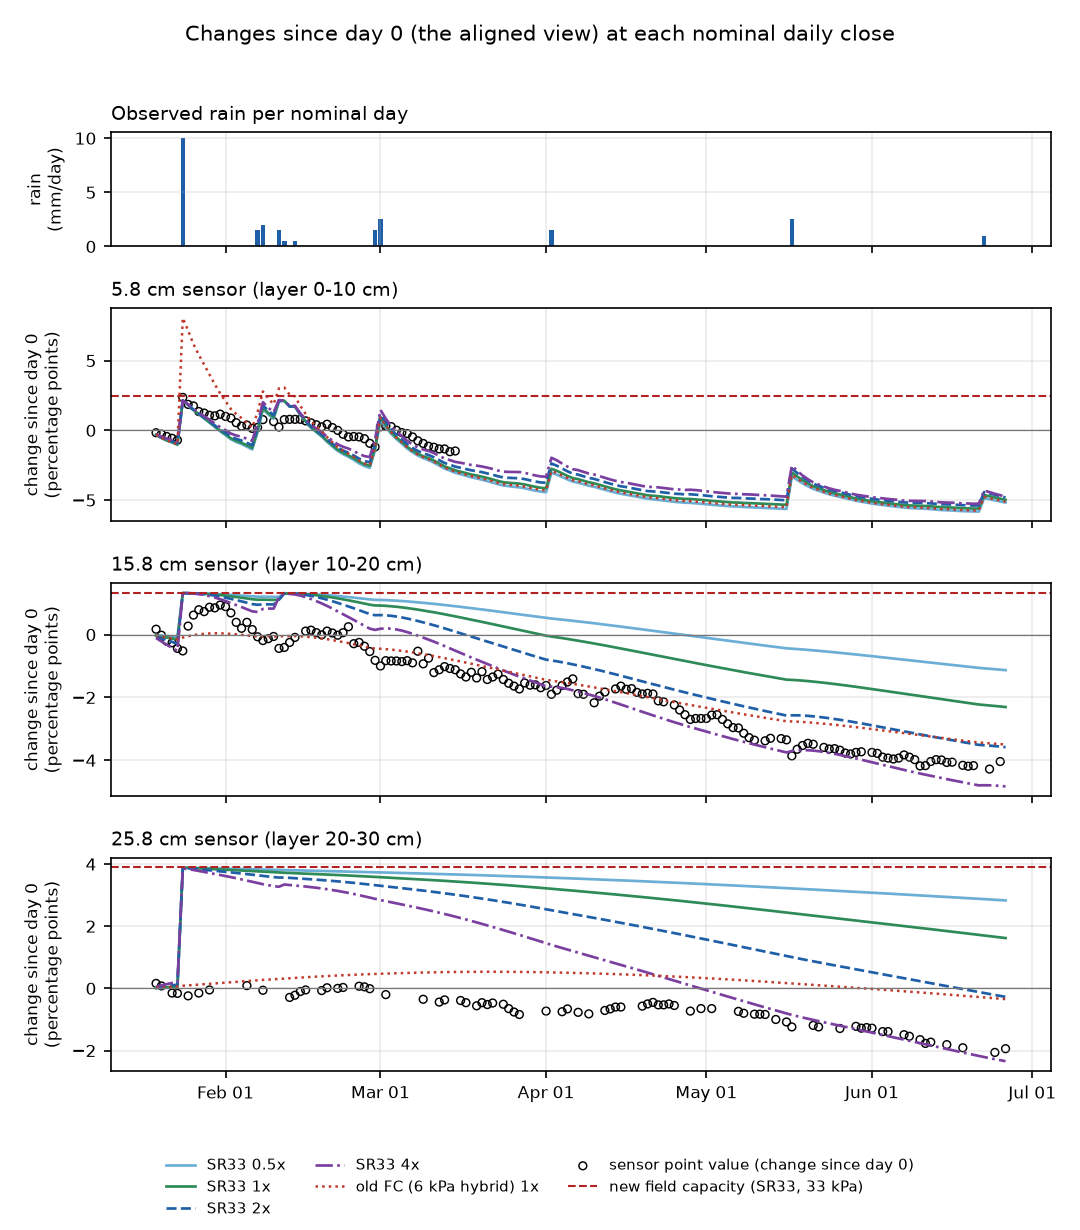 Changes since day 0 (the aligned view) at each nominal daily close
Observed rain per nominal day
rain
(mm/day)
10
5
0
5.8 cm sensor (layer 0-10 cm)
change since day 0
(percentage points)
5
0
−5
15.8 cm sensor (layer 10-20 cm)
change since day 0
(percentage points)
0
−2
−4
25.8 cm sensor (layer 20-30 cm)
change since day 0
(percentage points)
4
2
0
−2
Feb 01 Mar 01 Apr 01 May 01 Jun 01 Jul 01
SR33 0.5x SR33 4x sensor point value (change since day 0)
SR33 1x old FC (6 kPa hybrid) 1x new field capacity (SR33, 33 kPa)
SR33 2x